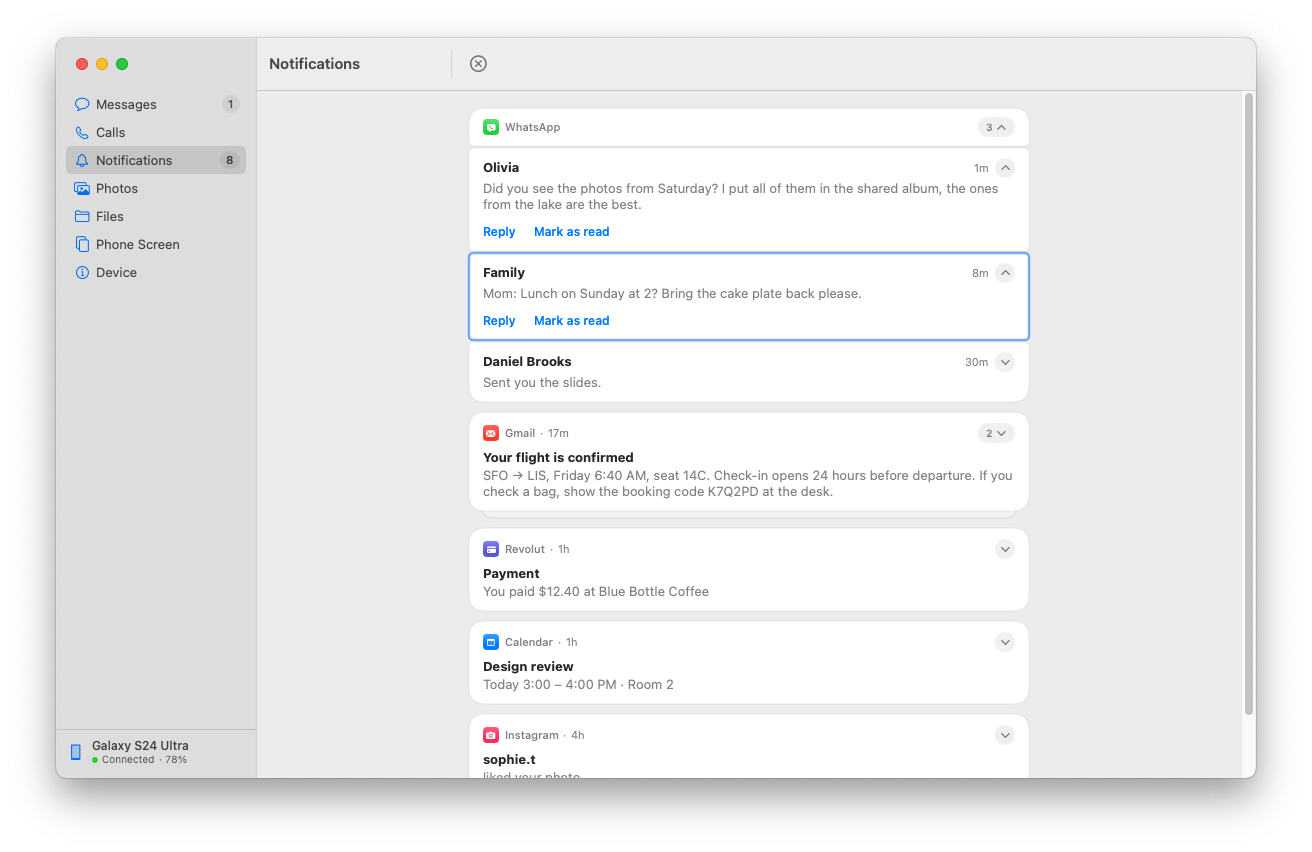 Notifications
Messages 1
Calls
Notifications 8
Photos
Files
Phone Screen
Device
Galaxy S24 Ultra
Connected · 78%
WhatsApp 3
Olivia 1m
Did you see the photos from Saturday? I put all of them in the shared album, the ones
from the lake are the best.
Reply Mark as read
Family 8m
Mom: Lunch on Sunday at 2? Bring the cake plate back please.
Reply Mark as read
Daniel Brooks 30m
Sent you the slides.
Gmail · 17m 2
Your flight is confirmed
SFO → LIS, Friday 6:40 AM, seat 14C. Check-in opens 24 hours before departure. If you
check a bag, show the booking code K7Q2PD at the desk.
Revolut · 1h
Payment
You paid $12.40 at Blue Bottle Coffee
Calendar · 1h
Design review
Today 3:00 – 4:00 PM · Room 2
Instagram · 4h
sophie.t
liked your photo